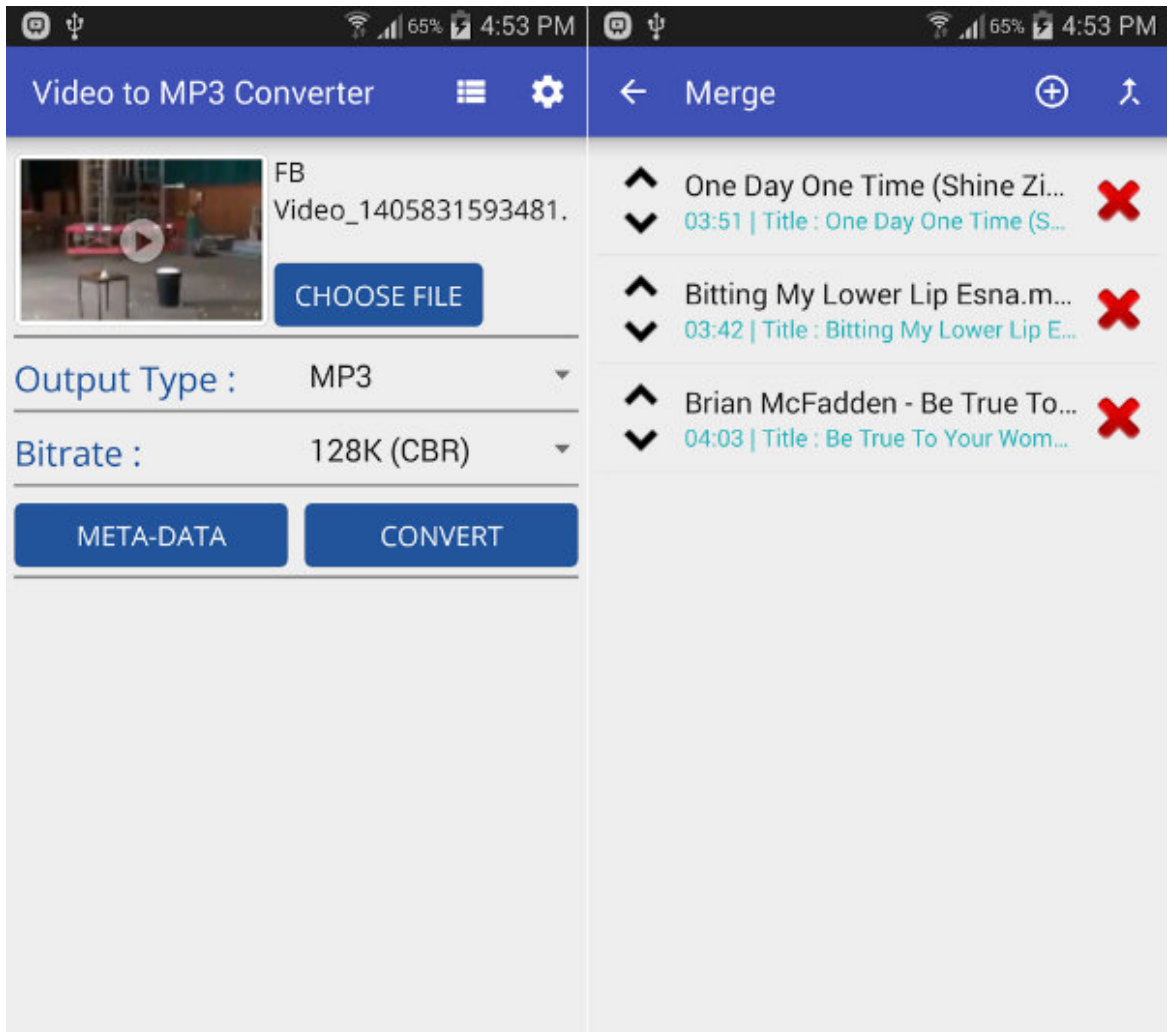 65% 4:53 PM
Video to MP3 Converter
FB
Video_1405831593481.
CHOOSE FILE
Output Type : MP3
Bitrate : 128K (CBR)
META-DATA CONVERT
65% 4:53 PM
Merge
One Day One Time (Shine Zi...
03:51 | Title : One Day One Time (S...
Bitting My Lower Lip Esna.m...
03:42 | Title : Bitting My Lower Lip E...
Brian McFadden - Be True To...
04:03 | Title : Be True To Your Wom...